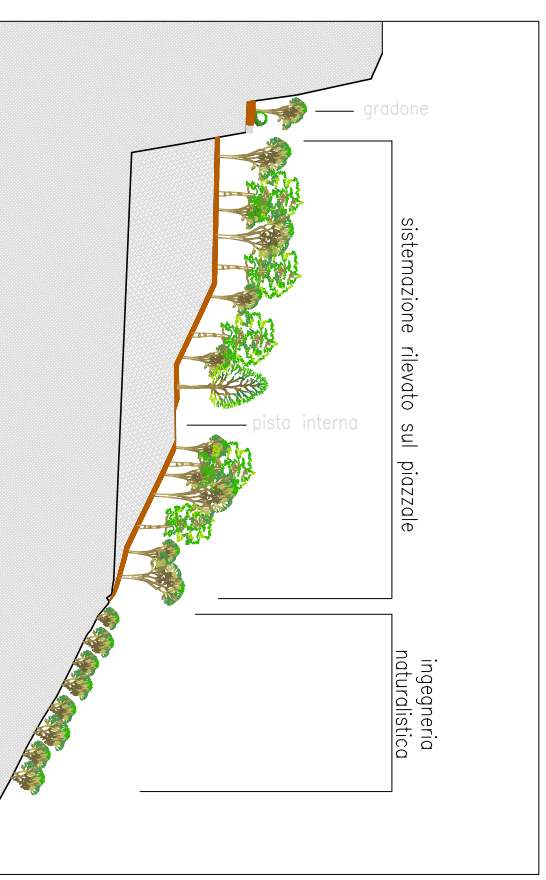 gradone
sistemazione rilevato sul piazzale
pista interna
ingegneria
naturalistica